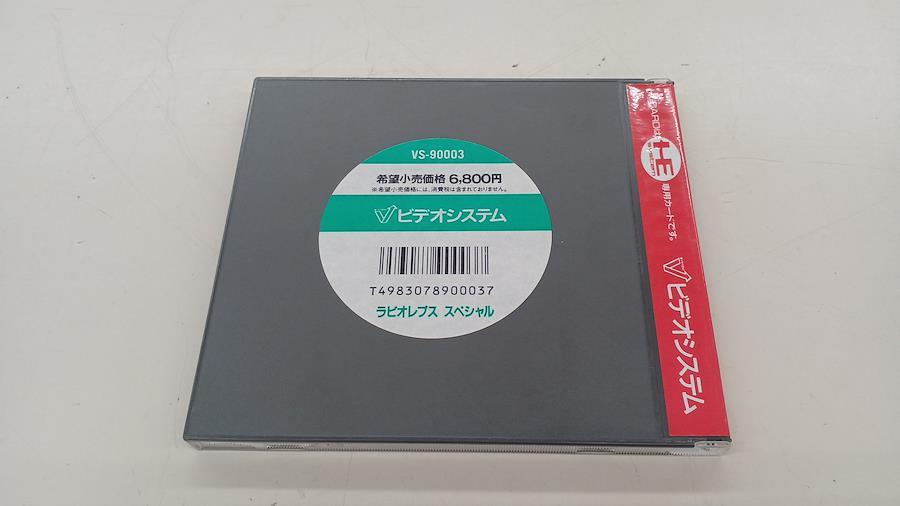 VS-90003
希望小売価格 6,800円
※希望小売価格には、消費税は含まれておりません。
ビデオシステム
T4983078900037
ラビオレプス スペシャル
HE
SYSTEM
専用カードです。
ビデオシステム